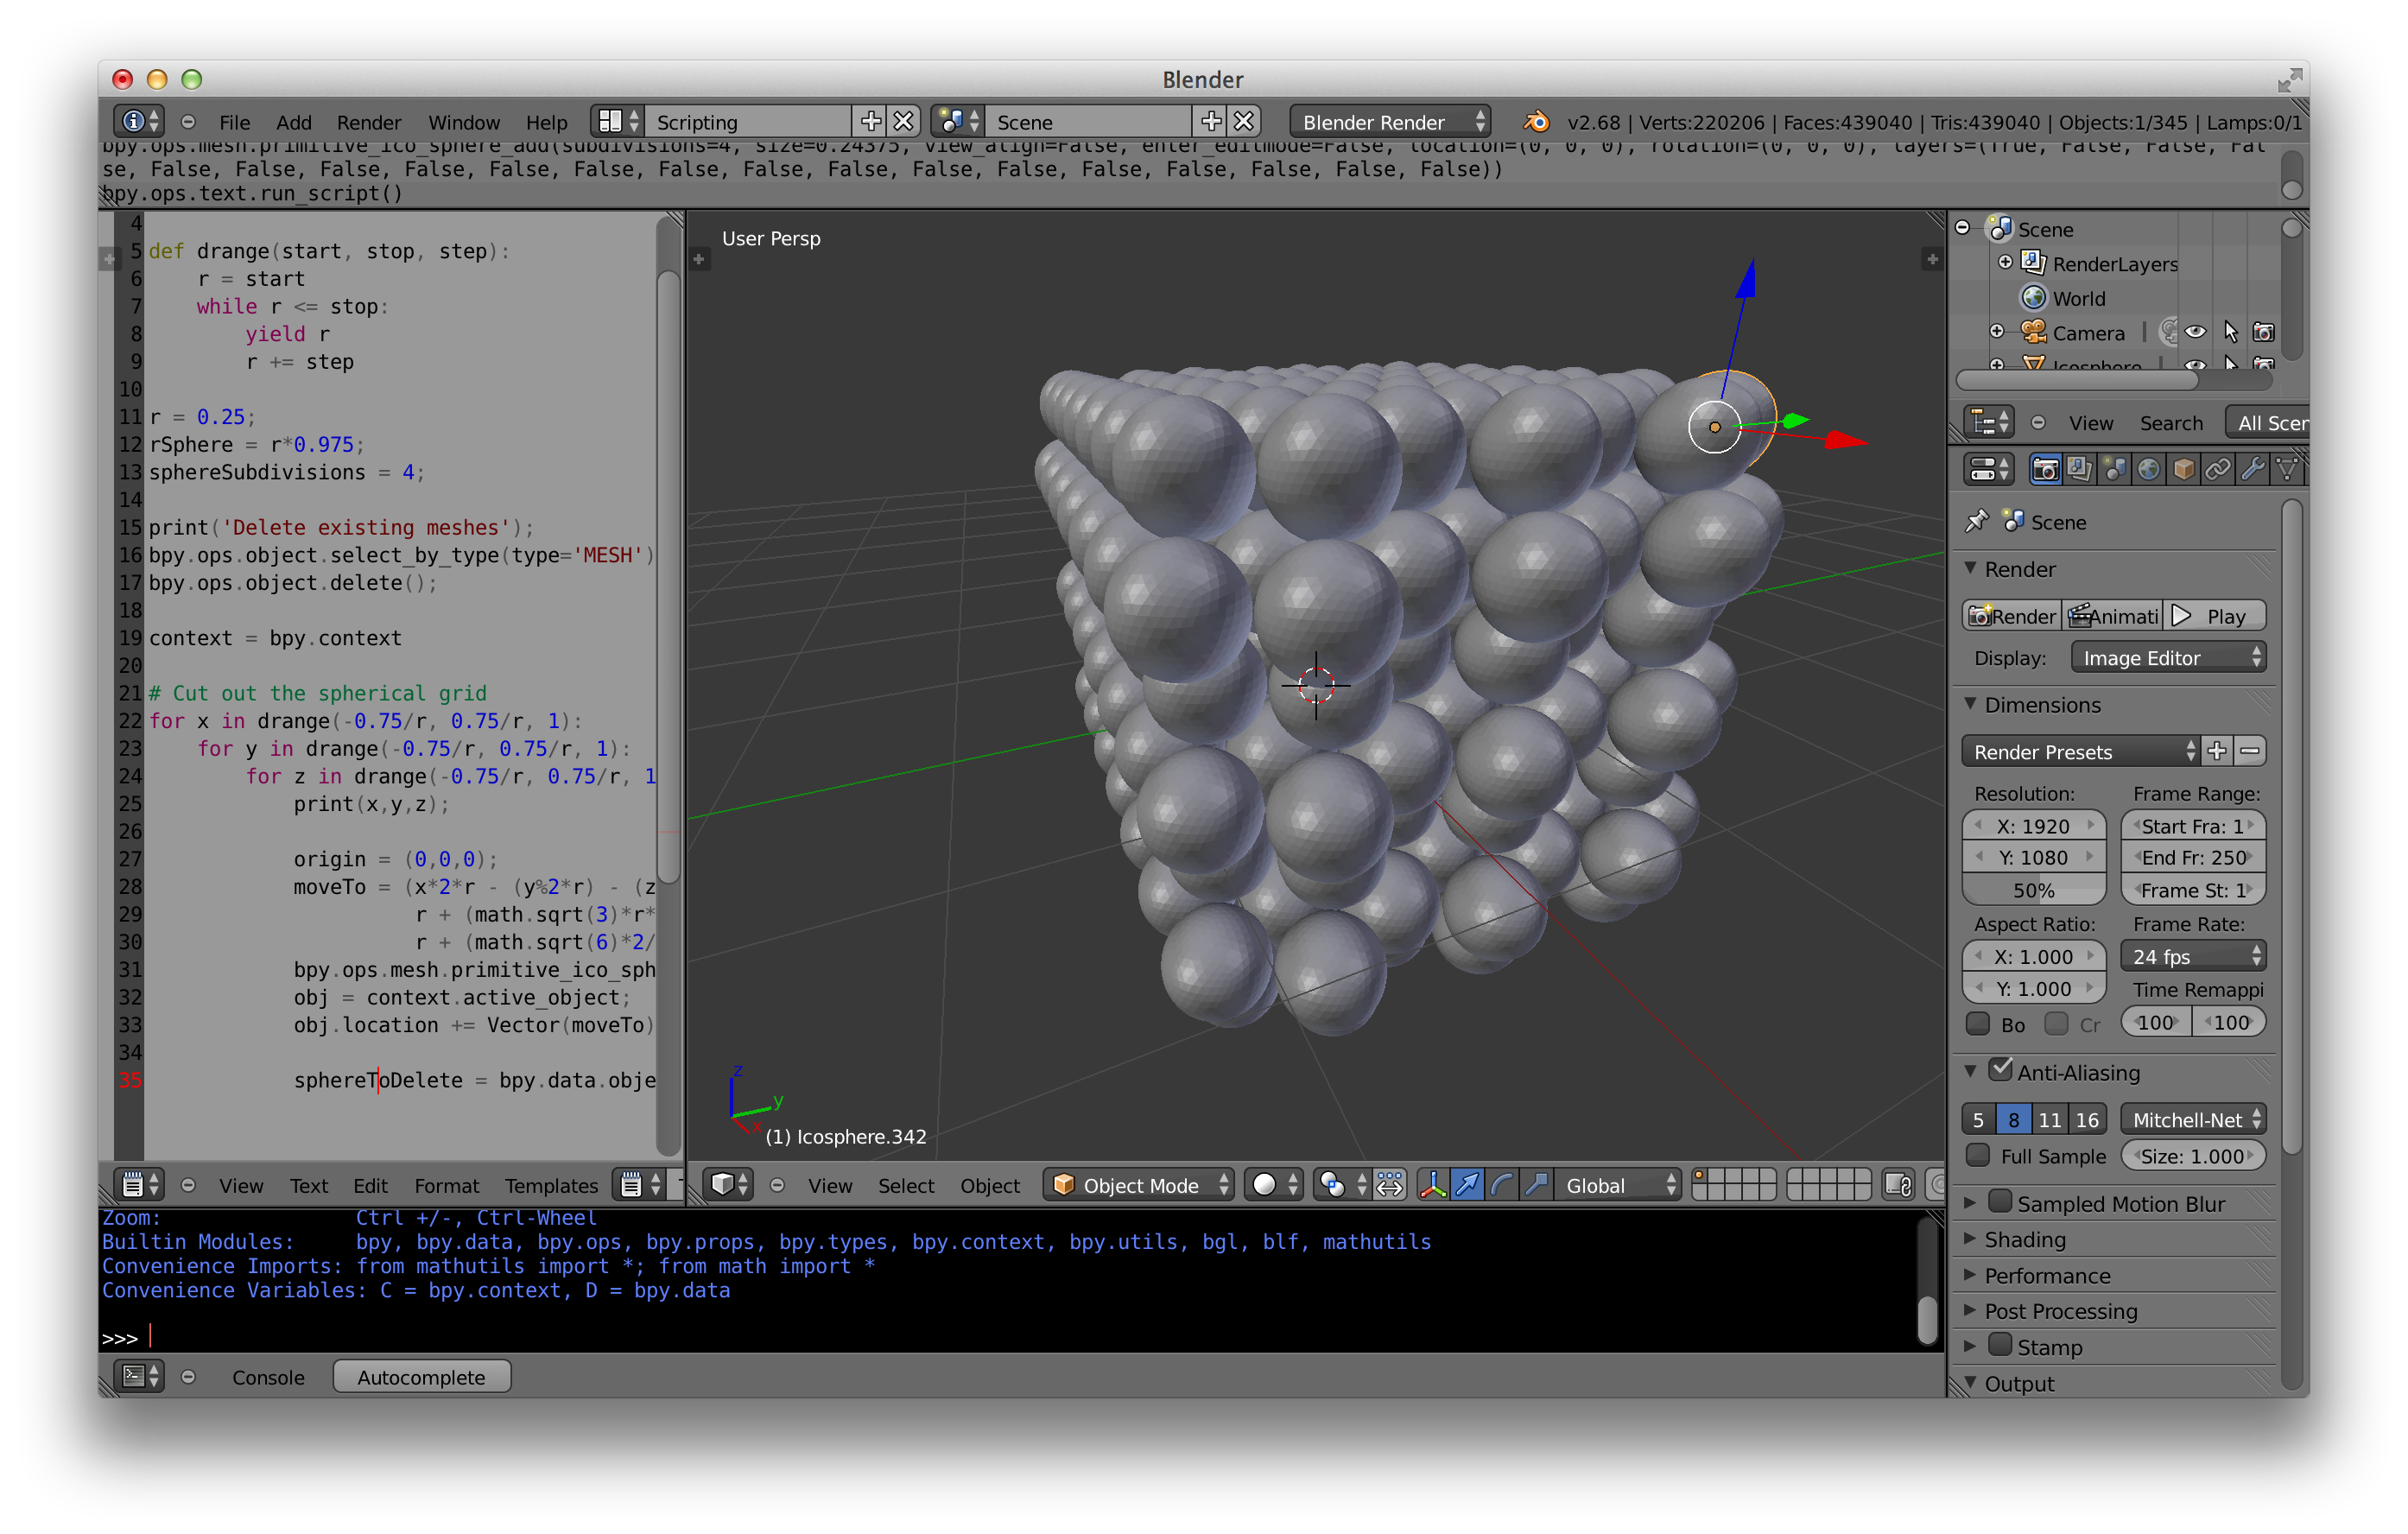 Blender
File Add Render Window Help Scripting Scene Blender Render v2.68 | Verts:220206 | Faces:439040 | Tris:439040 | Objects:1/345 | Lamps:0/1
bpy.ops.mesh.primitive_ico_sphere_add(subdivisions=4, size=0.24375, view_align=False, enter_editmode=False, location=(0, 0, 0), rotation=(0, 0, 0), layers=(True, False, False, Fal
se, False, False, False, False, False, False, False, False, False, False, False, False, False))
bpy.ops.text.run_script()
4
5 def drange(start, stop, step):
6 r = start
7 while r <= stop:
8 yield r
9 r += step
10
11 r = 0.25;
12 rSphere = r*0.975;
13 sphereSubdivisions = 4;
14
15 print('Delete existing meshes');
16 bpy.ops.object.select_by_type(type='MESH')
17 bpy.ops.object.delete();
18
19 context = bpy.context
20
21 # Cut out the spherical grid
22 for x in drange(-0.75/r, 0.75/r, 1):
23 for y in drange(-0.75/r, 0.75/r, 1):
24 for z in drange(-0.75/r, 0.75/r, 1
25 print(x,y,z);
26
27 origin = (0,0,0);
28 moveTo = (x*2*r - (y%2*r) - (z
29 r + (math.sqrt(3)*r*
30 r + (math.sqrt(6)*2/
31 bpy.ops.mesh.primitive_ico_sph
32 obj = context.active_object;
33 obj.location += Vector(moveTo)
34
35 sphereToDelete = bpy.data.obje
View Text Edit Format Templates
User Persp
z
y
x
(1) Icosphere.342
View Select Object Object Mode Global
Scene
RenderLayers
World
Camera
Icosphere
View Search All Scen
Scene
Render
Render Animati Play
Display: Image Editor
Dimensions
Render Presets
Resolution: Frame Range:
X: 1920 Start Fra: 1
Y: 1080 End Fr: 250
50% Frame St: 1
Aspect Ratio: Frame Rate:
X: 1.000 24 fps
Y: 1.000 Time Remappi
Bo Cr 100 100
Anti-Aliasing
5 8 11 16 Mitchell-Net
Full Sample Size: 1.000
Sampled Motion Blur
Shading
Performance
Post Processing
Stamp
Output
Zoom: Ctrl +/-, Ctrl-Wheel
Builtin Modules: bpy, bpy.data, bpy.ops, bpy.props, bpy.types, bpy.context, bpy.utils, bgl, blf, mathutils
Convenience Imports: from mathutils import *; from math import *
Convenience Variables: C = bpy.context, D = bpy.data
>>>
Console Autocomplete